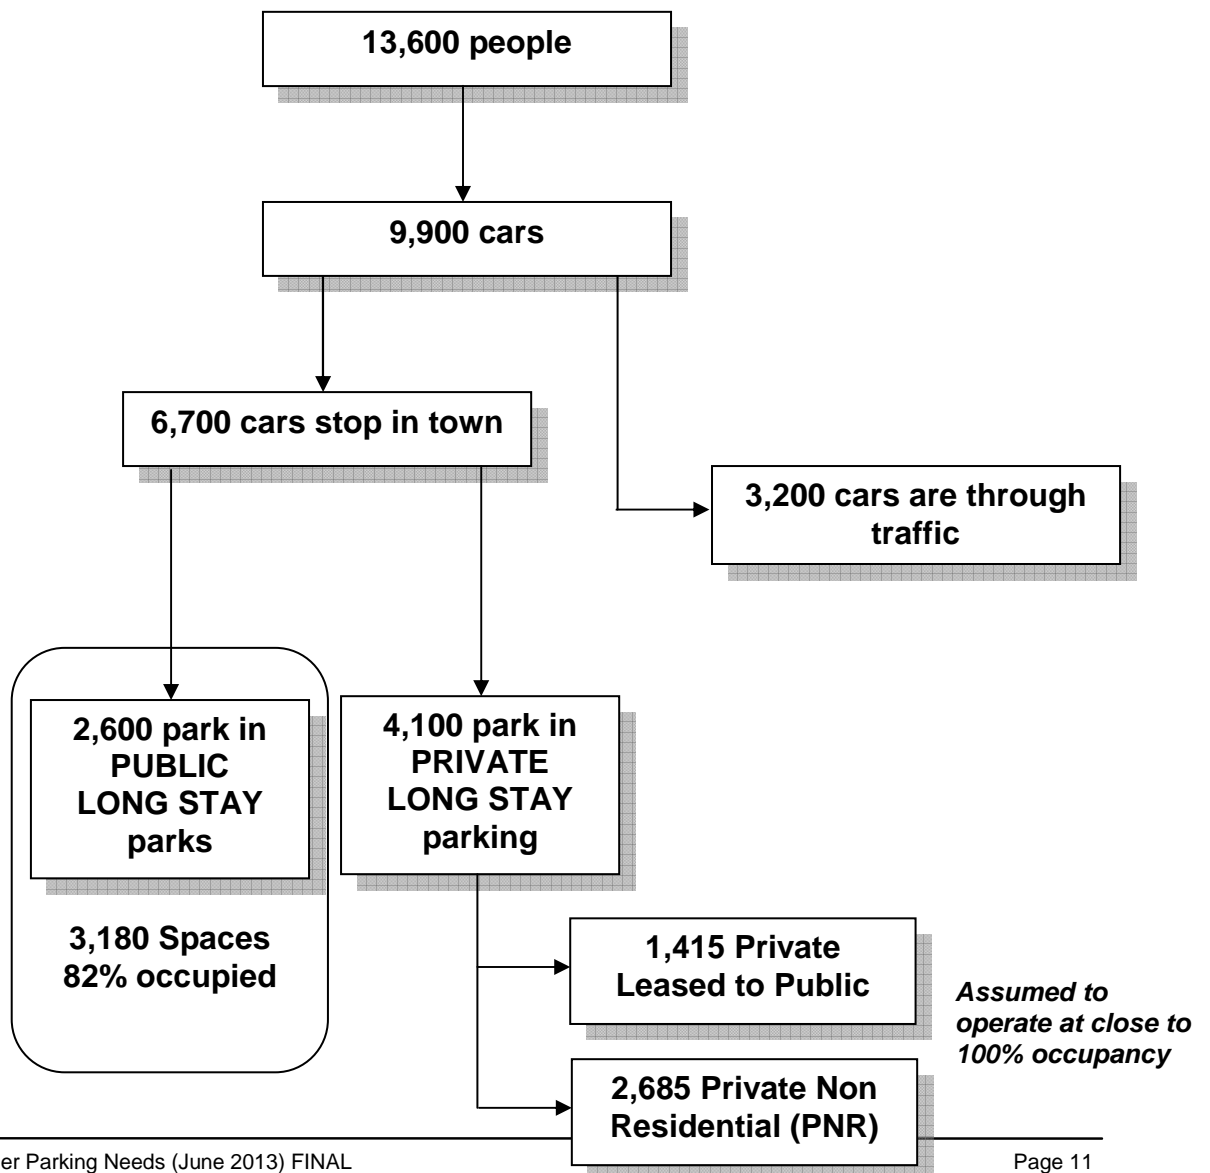 13,600 people
9,900 cars
6,700 cars stop in town
3,200 cars are through
traffic
2,600 park in
PUBLIC
LONG STAY
parks
3,180 Spaces
82% occupied
4,100 park in
PRIVATE
LONG STAY
parking
1,415 Private
Leased to Public
Assumed to
operate at close to
100% occupancy
2,685 Private Non
Residential (PNR)
er Parking Needs (June 2013) FINAL
Page 11